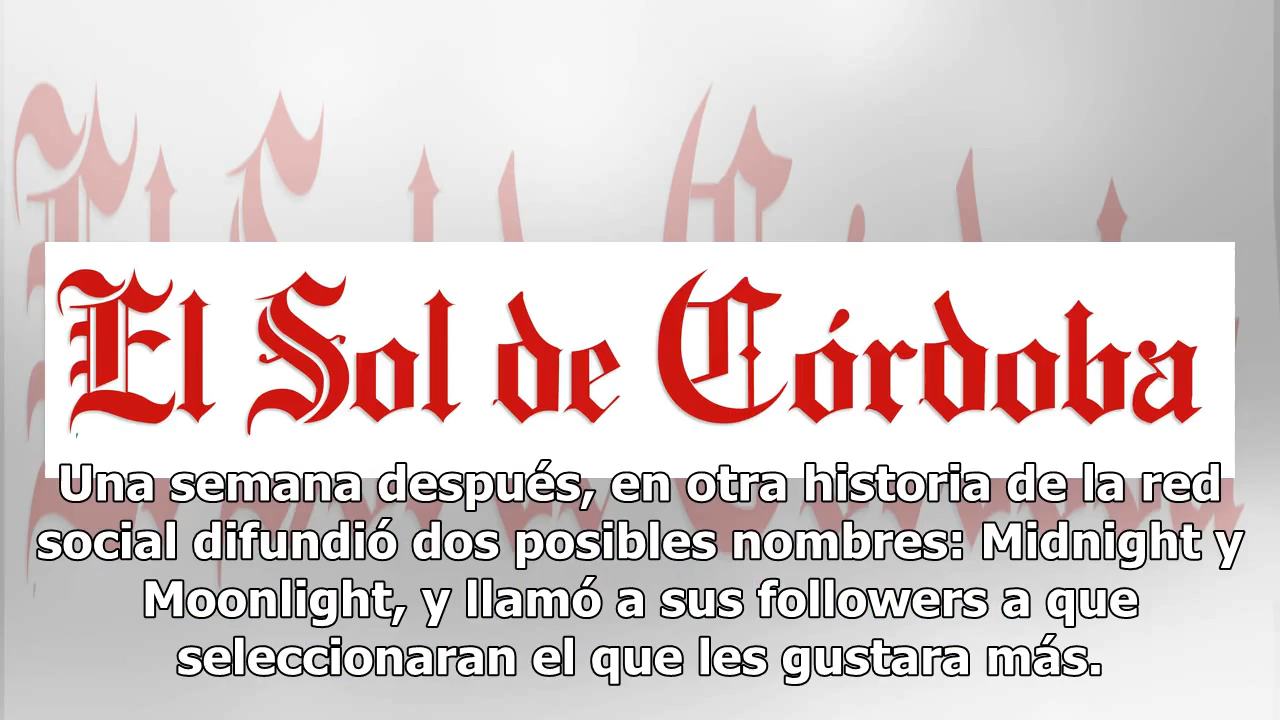 El Sol de Córdoba
Una semana después, en otra historia de la red
social difundió dos posibles nombres: Midnight y
Moonlight, y llamó a sus followers a que
seleccionaran el que les gustara más.